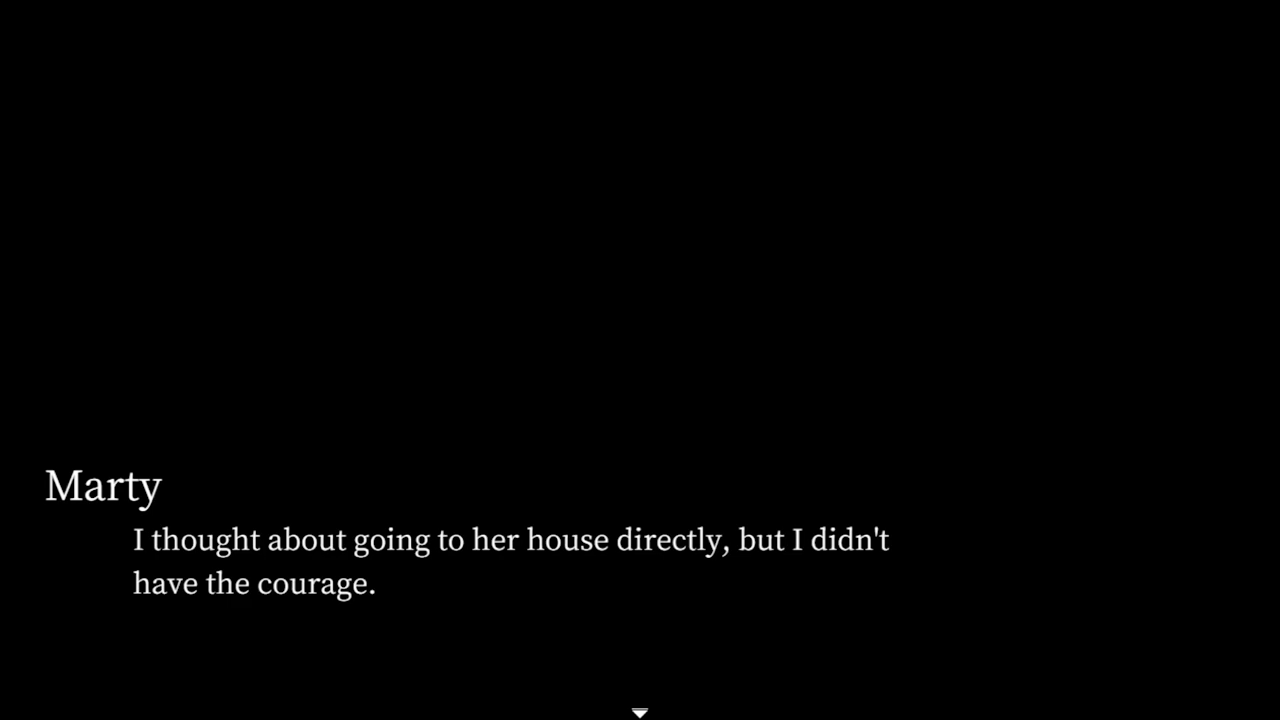 Marty
I thought about going to her house directly, but I didn't
have the courage.